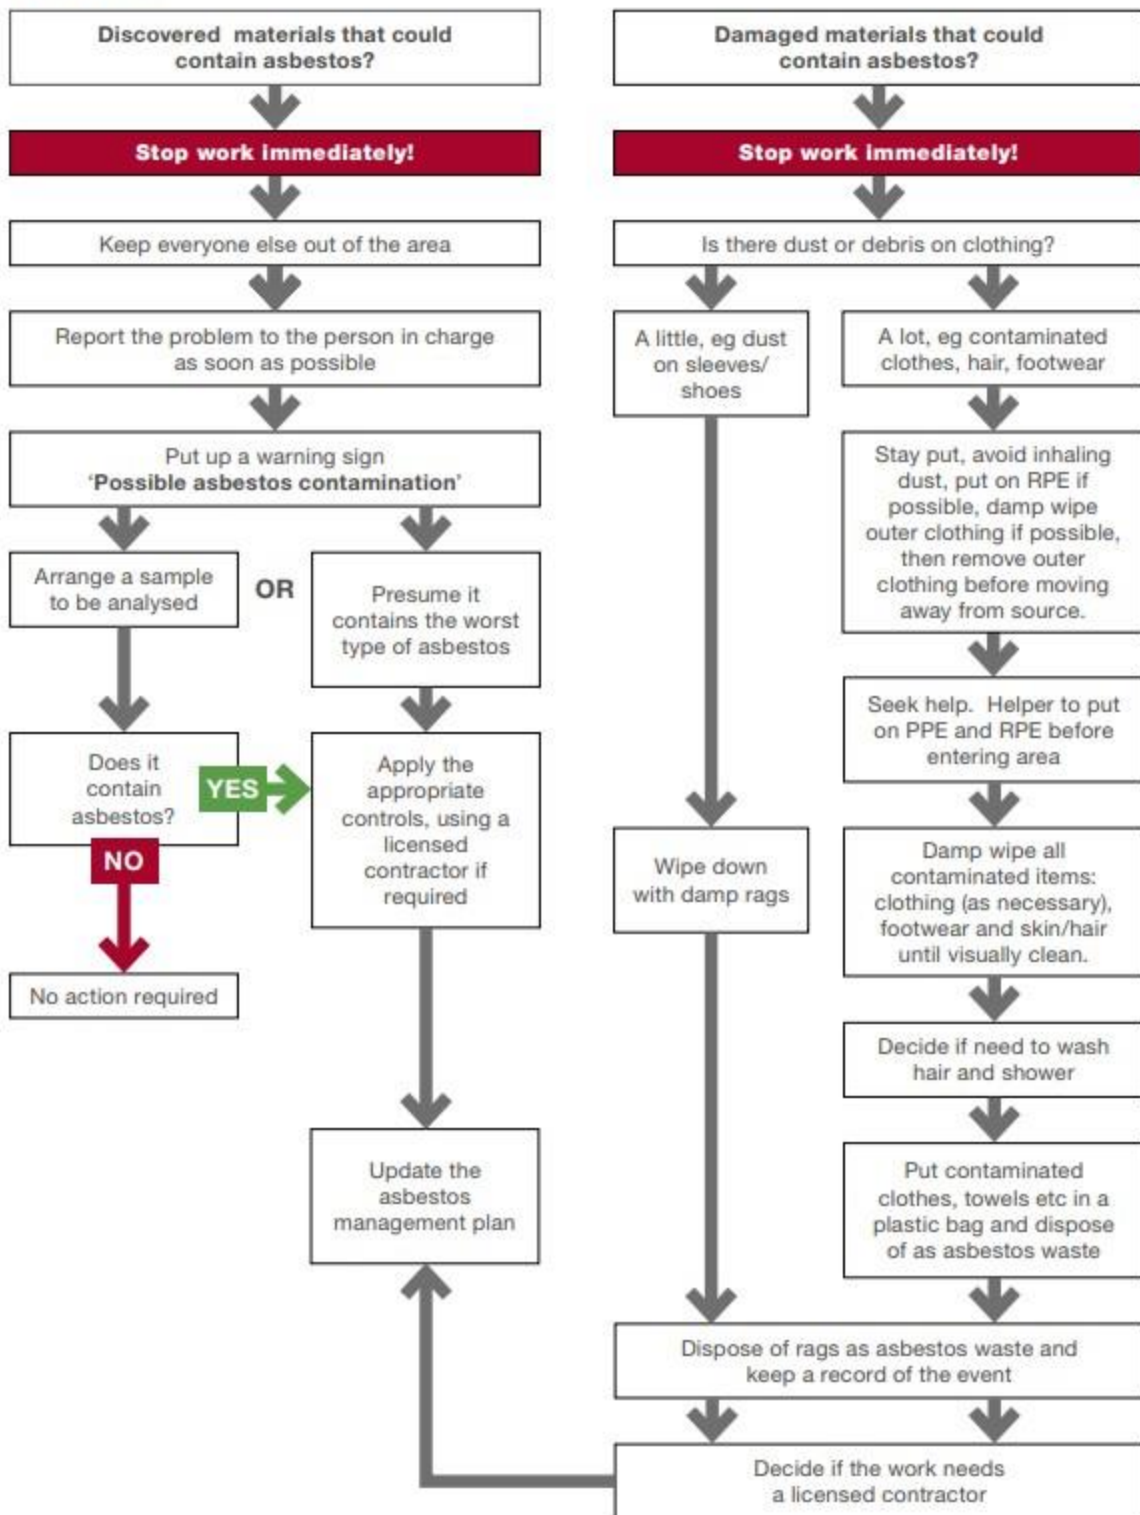 Discovered materials that could
contain asbestos?
Stop work immediately!
Keep everyone else out of the area
Report the problem to the person in charge
as soon as possible
Put up a warning sign
‘Possible asbestos contamination’
Arrange a sample
to be analysed
OR
Presume it
contains the worst
type of asbestos
Does it
contain
asbestos?
YES
NO
No action required
Apply the
appropriate
controls, using a
licensed
contractor if
required
Update the
asbestos
management plan
Damaged materials that could
contain asbestos?
Stop work immediately!
Is there dust or debris on clothing?
A little, eg dust
on sleeves/
shoes
Wipe down
with damp rags
A lot, eg contaminated
clothes, hair, footwear
Stay put, avoid inhaling
dust, put on RPE if
possible, damp wipe
outer clothing if possible,
then remove outer
clothing before moving
away from source.
Seek help. Helper to put
on PPE and RPE before
entering area
Damp wipe all
contaminated items:
clothing (as necessary),
footwear and skin/hair
until visually clean.
Decide if need to wash
hair and shower
Put contaminated
clothes, towels etc in a
plastic bag and dispose
of as asbestos waste
Dispose of rags as asbestos waste and
keep a record of the event
Decide if the work needs
a licensed contractor